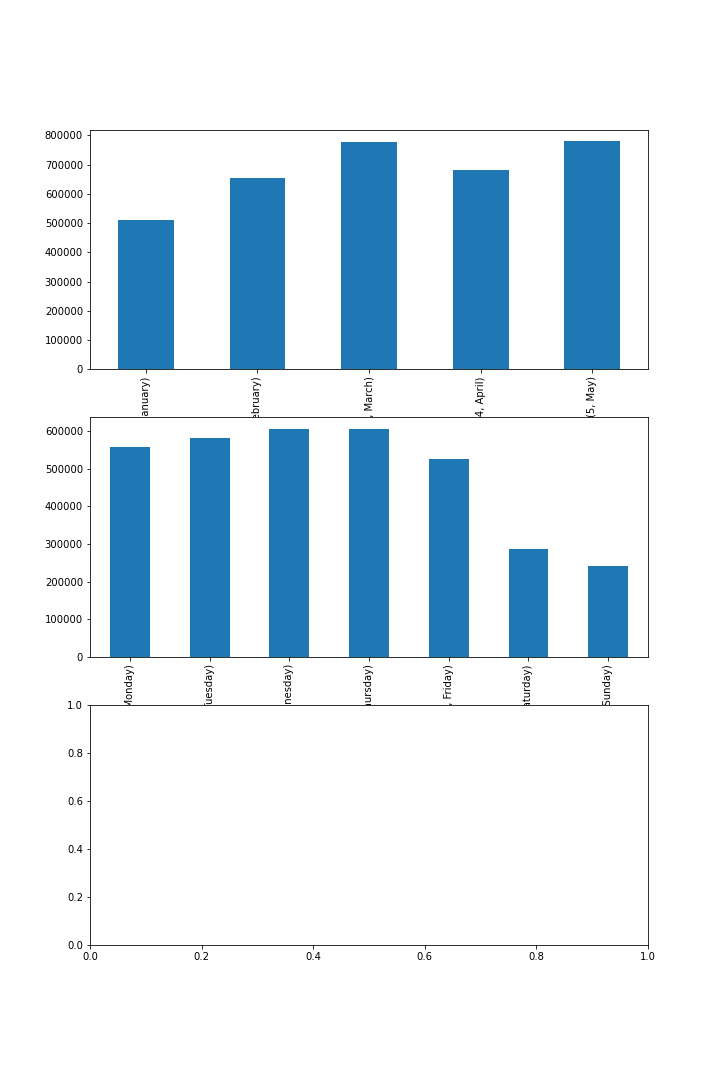 800000
700000
600000
500000
400000
300000
200000
100000
0
anuary)
ebruary)
, March)
4, April)
(5, May)
600000
500000
400000
300000
200000
100000
0
Monday)
uesday)
nesday)
ursday)
, Friday)
aturday)
Sunday)
1.0
0.8
0.6
0.4
0.2
0.0
0.0 0.2 0.4 0.6 0.8 1.0